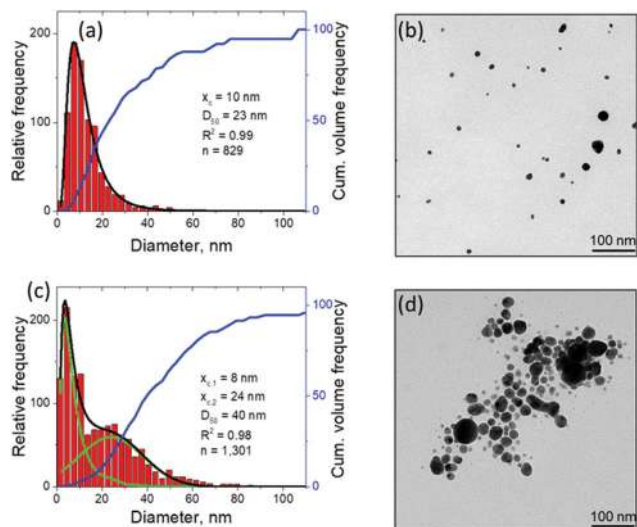 (a)
Relative frequency
200
100
0
x_c = 10 nm
D_50 = 23 nm
R^2 = 0.99
n = 829
100
50
0
Cum. volume frequency
0 20 40 60 80 100
Diameter, nm
(b)
100 nm
(c)
Relative frequency
200
150
100
50
0
x_c.1 = 8 nm
x_c.2 = 24 nm
D_50 = 40 nm
R^2 = 0.98
n = 1,301
100
50
0
Cum. volume frequency
0 20 40 60 80 100
Diameter, nm
(d)
100 nm